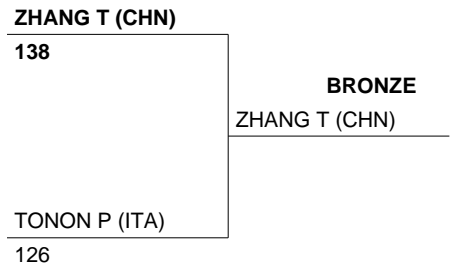 ZHANG T (CHN)
138
BRONZE
ZHANG T (CHN)
TONON P (ITA)
126